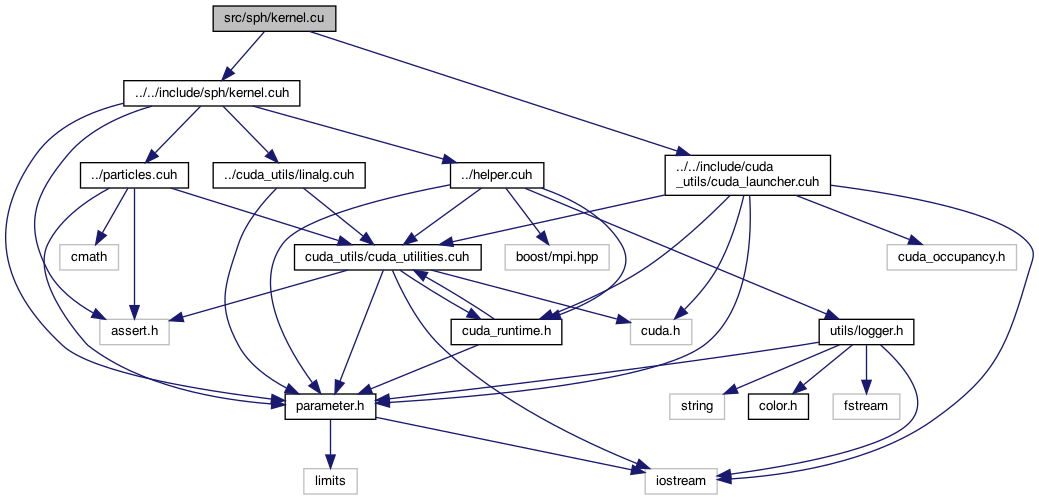 src/sph/kernel.cu
../../include/sph/kernel.cuh
../particles.cuh
../cuda_utils/linalg.cuh
../helper.cuh
../../include/cuda
_utils/cuda_launcher.cuh
cmath
cuda_utils/cuda_utilities.cuh
boost/mpi.hpp
cuda_occupancy.h
assert.h
cuda_runtime.h
cuda.h
utils/logger.h
parameter.h
string
color.h
fstream
limits
iostream